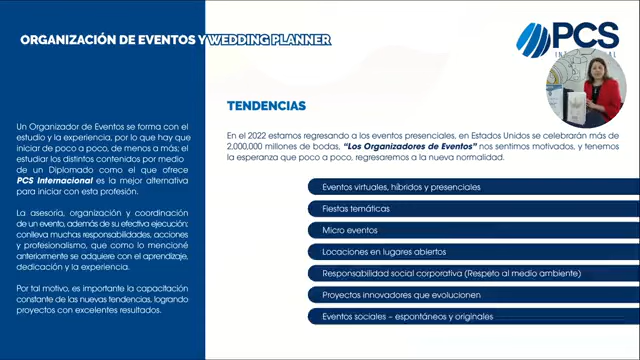 ORGANIZACIÓN DE EVENTOS Y WEDDING PLANNER
PCS
Un Organizador de Eventos se forma con el
estudio y la experiencia, por lo que hay que
iniciar de poco a poco, de menos a más; el
estudiar los distintos contenidos por medio
de un Diplomado como el que ofrece
PCS Internacional es la mejor alternativa
para iniciar con esta profesión.
La asesoría, organización y coordinación
de un evento, además de su efectiva ejecución;
conlleva muchas responsabilidades, acciones
y profesionalismo, que como lo mencioné
anteriormente se adquiere con el aprendizaje,
dedicación y la experiencia.
Por tal motivo, es importante la capacitación
constante de las nuevas tendencias, logrando
proyectos con excelentes resultados.
TENDENCIAS
En el 2022 estamos regresando a los eventos presenciales, en Estados Unidos se celebrarán más de
2,000,000 millones de bodas, "Los Organizadores de Eventos" nos sentimos motivados, y tenemos
la esperanza que poco a poco, regresaremos a la nueva normalidad.
Eventos virtuales, híbridos y presenciales
Fiestas temáticas
Micro eventos
Locaciones en lugares abiertos
Responsabilidad social corporativa (Respeto al medio ambiente)
Proyectos innovadores que evolucionen
Eventos sociales – espontáneos y originales